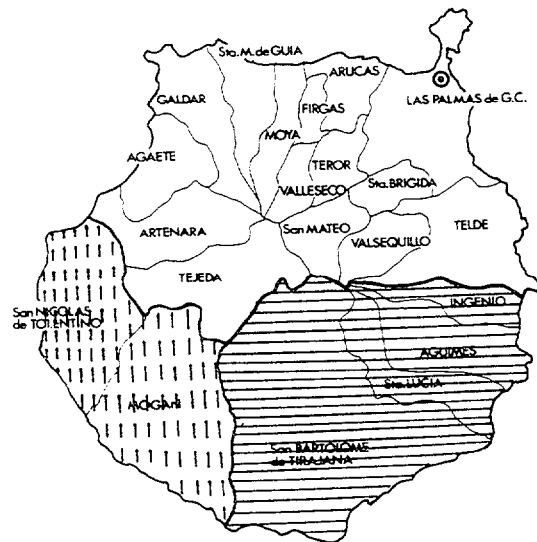 Sta. M. de GUIA
ARUCAS
GALDAR
FIRGAS
LAS PALMAS de G.C.
MOYA
AGAETE
TEROR
VALLESECO
Sta. BRIGIDA
ARTENARA
San MATEO
TELDE
VALSEQUILLO
TEJEDA
San NICOLAS
de TOLENTINO
INGENIO
AGÜIMES
Sta. LUCIA
MOGAN
San BARTOLOME
de TIRAJANA